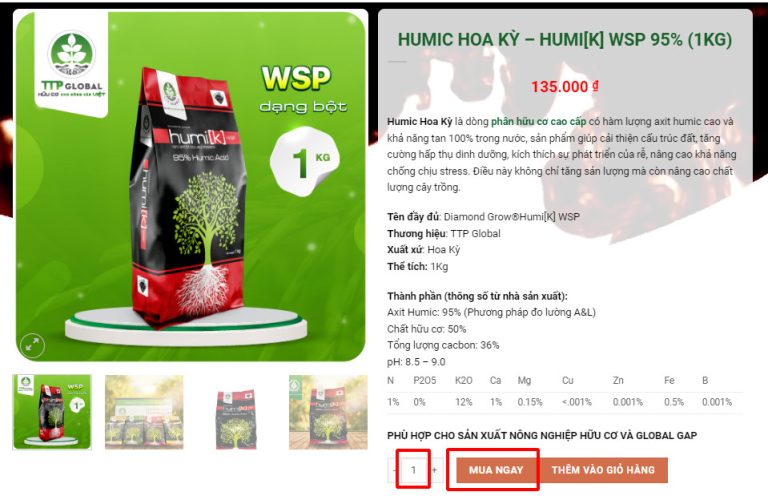 TTP GLOBAL
HỮU CƠ CHO NÔNG SẢN VIỆT
WSP
dạng bột
1 KG
humi[k]
95% Humic Acid
humi[k]
HUMIC HOA KỲ – HUMI[K] WSP 95% (1KG)
135.000 ₫
Humic Hoa Kỳ là dòng phân hữu cơ cao cấp có hàm lượng axit humic cao và
khả năng tan 100% trong nước, sản phẩm giúp cải thiện cấu trúc đất, tăng
cường hấp thụ dinh dưỡng, kích thích sự phát triển của rễ, nâng cao khả năng
chống chịu stress. Điều này không chỉ tăng sản lượng mà còn nâng cao chất
lượng cây trồng.
Tên đầy đủ: Diamond Grow®Humi[K] WSP
Thương hiệu: TTP Global
Xuất xứ: Hoa Kỳ
Thể tích: 1Kg
Thành phần (thông số từ nhà sản xuất):
Axit Humic: 95% (Phương pháp đo lường A&L)
Chất hữu cơ: 50%
Tổng lượng cacbon: 36%
pH: 8.5 – 9.0
N P2O5 K2O Ca Mg Cu Zn Fe B
1% 0% 12% 1% 0.15% <.001% 0.001% 0.5% 0.001%
PHÙ HỢP CHO SẢN XUẤT NÔNG NGHIỆP HỮU CƠ VÀ GLOBAL GAP
- 1 + MUA NGAY THÊM VÀO GIỎ HÀNG